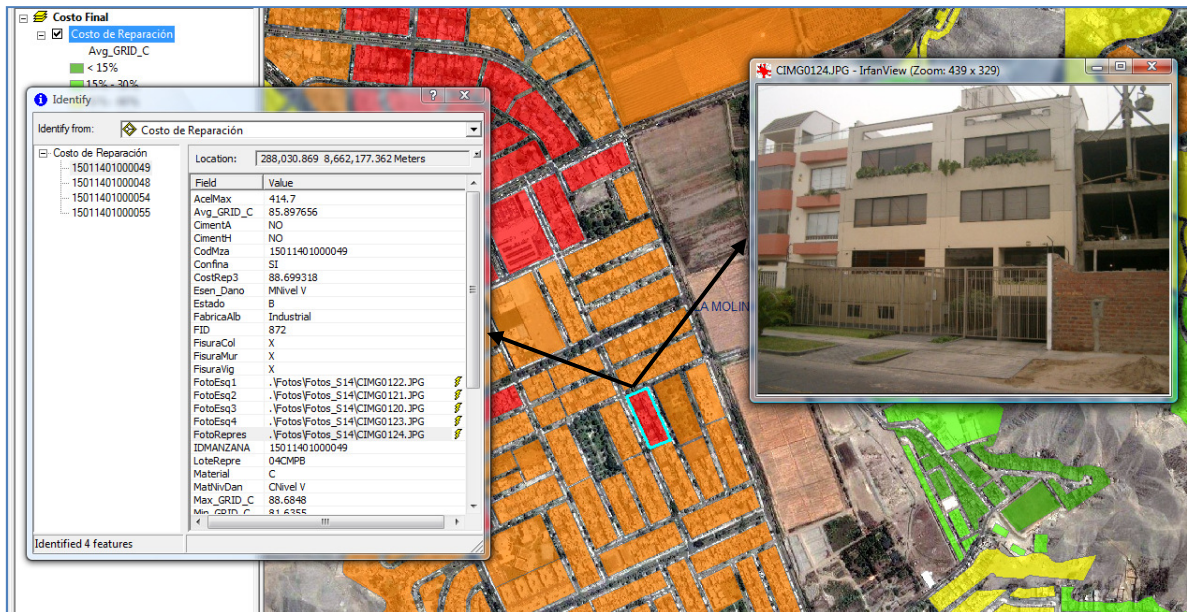 Costo Final
Costo de Reparación
Avg_GRID_C
< 15%
15% - 30%
Identify
Identify from: Costo de Reparación
Costo de Reparación
15011401000049
15011401000048
15011401000054
15011401000055
Location: 288,030.869 8,662,177.362 Meters
Field Value
AcelMax 414.7
Avg_GRID_C 85.897656
CimentA NO
CimentH NO
CodMza 15011401000049
Confina SI
CostRep3 88.699318
Esen_Dano MNivel V
Estado B
FabricaAlb Industrial
FID 872
FisuraCol X
FisuraMur X
FisuraVig X
FotoEsq1 .\Fotos\Fotos_S14\CIMG0122.JPG
FotoEsq2 .\Fotos\Fotos_S14\CIMG0121.JPG
FotoEsq3 .\Fotos\Fotos_S14\CIMG0120.JPG
FotoEsq4 .\Fotos\Fotos_S14\CIMG0123.JPG
FotoRepres .\Fotos\Fotos_S14\CIMG0124.JPG
IDMANZANA 15011401000049
LoteRepre 04CMPB
Material C
MatNivDan CNivel V
Max_GRID_C 88.6848
Min_GRID_C 81.6355
Identified 4 features
CIMG0124.JPG - IrfanView (Zoom: 439 x 329)
LA MOLIN